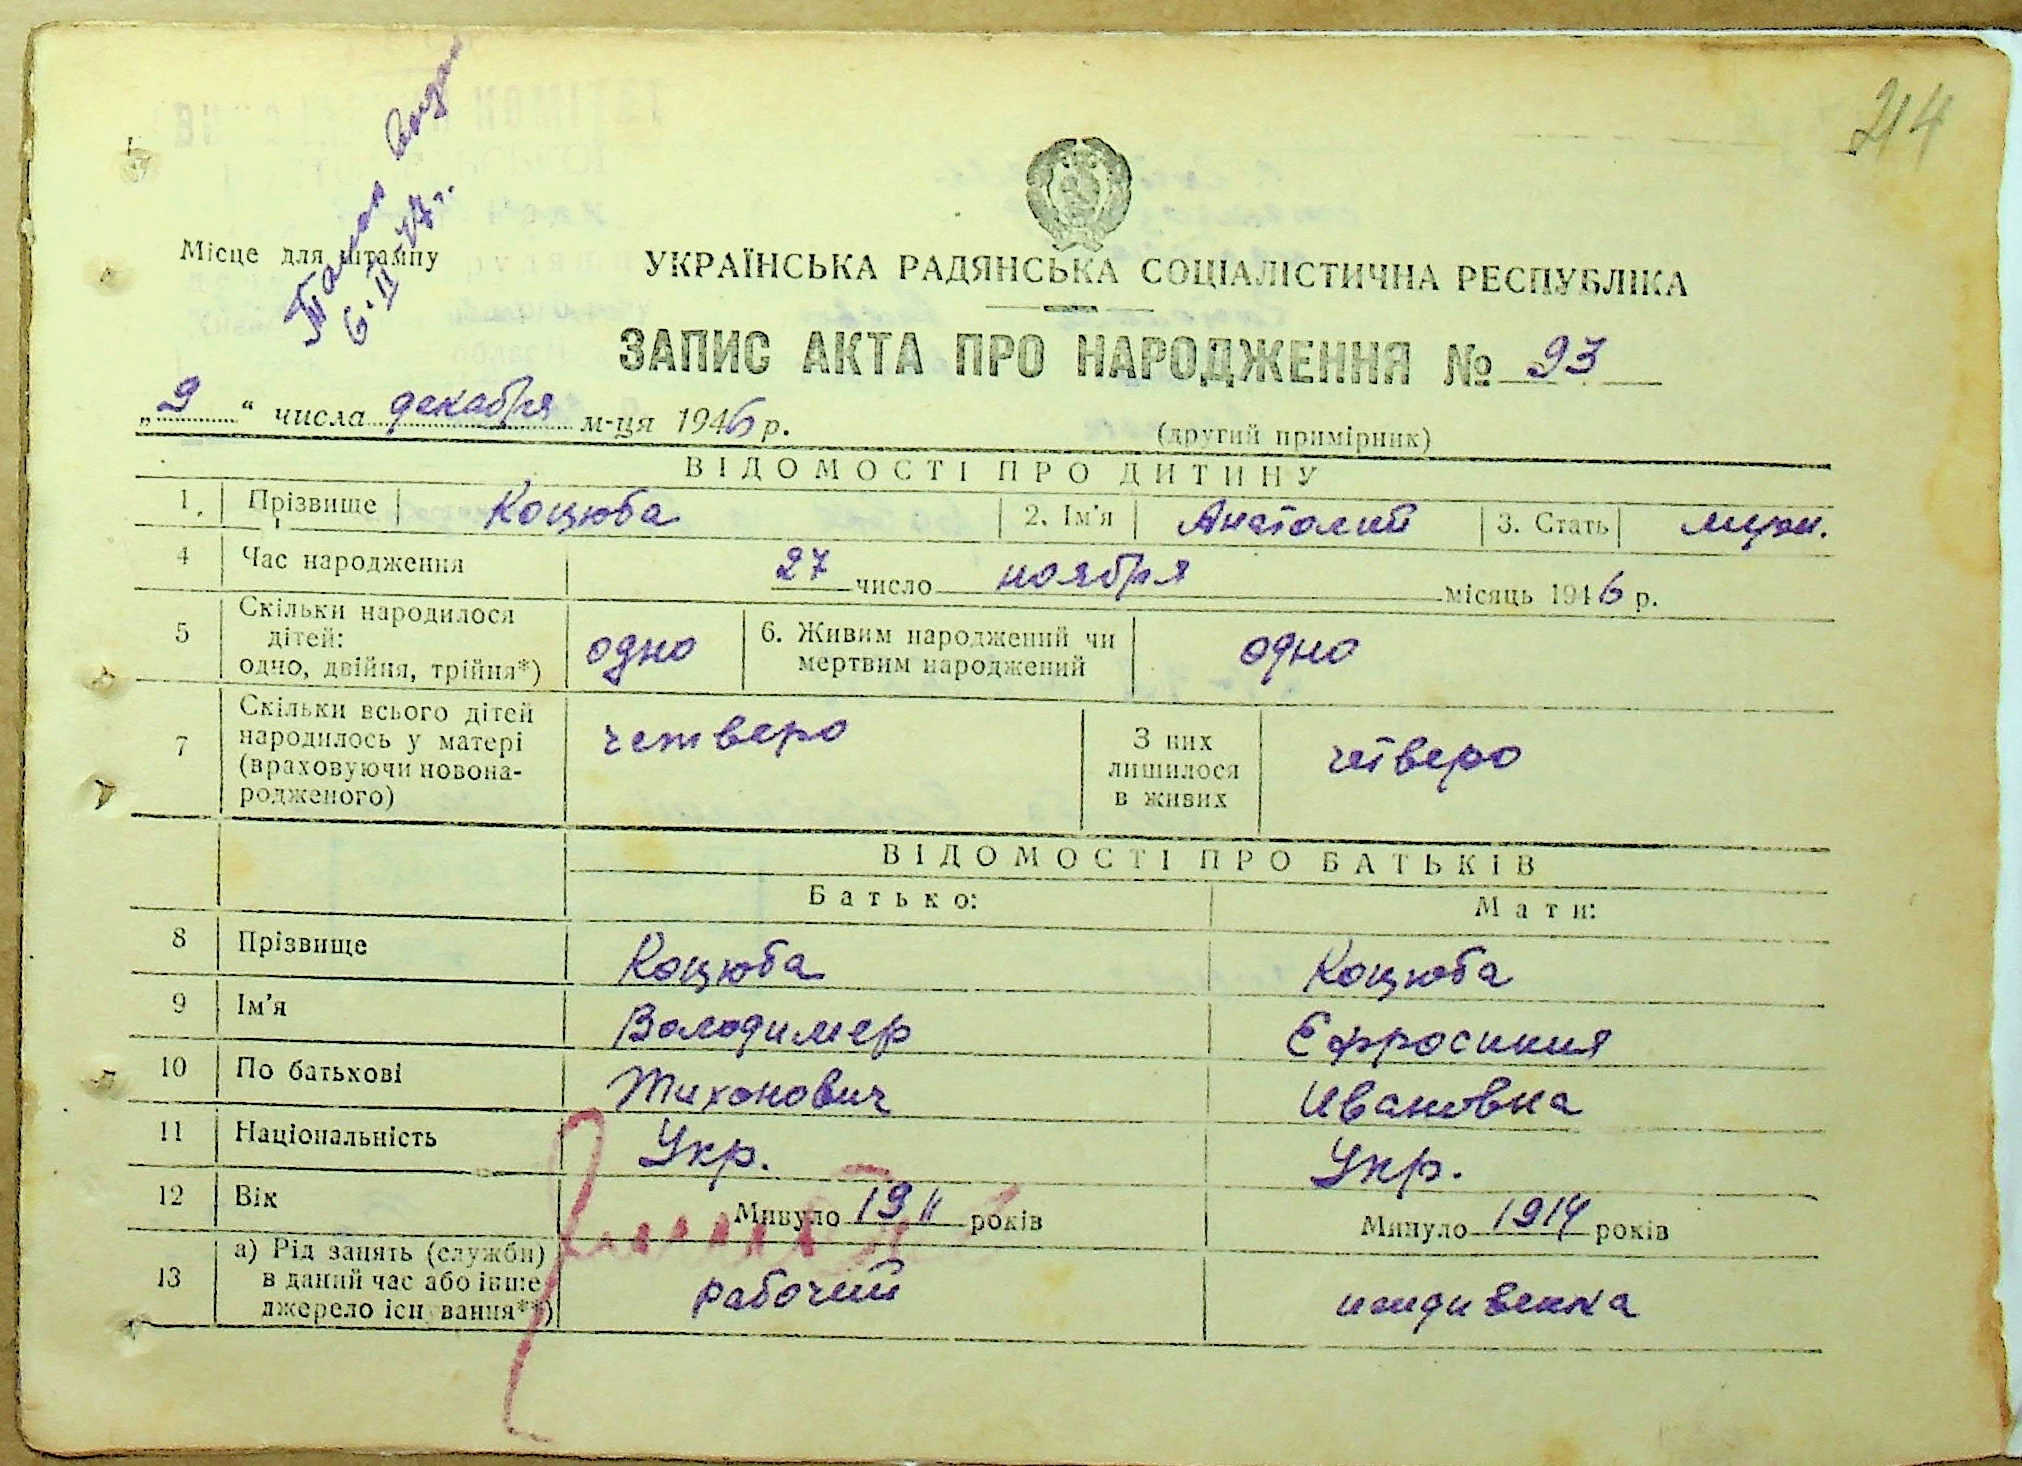 214
Талон выдан
Місце для штампу
УКРАЇНСЬКА РАДЯНСЬКА СОЦІАЛІСТИЧНА РЕСПУБЛІКА
ЗАПИС АКТА ПРО НАРОДЖЕННЯ № 93
„9“ числа декабря м-ця 1946 р.
(другий примірник)
ВІДОМОСТІ ПРО ДИТИНУ
1. Прізвище Коцюба 2. Ім'я Анатолий 3. Стать муж.
4 Час народження 27 число ноября місяць 1946 р.
5 Скільки народилося дітей: одно, двійня, трійня*) одно 6. Живим народжений чи мертвим народжений одно
7 Скільки всього дітей народилось у матері (враховуючи новонародженого) четверо З них лишилося в живих четверо
ВІДОМОСТІ ПРО БАТЬКІВ
Батько: Мати:
8 Прізвище Коцюба Коцюба
9 Ім'я Володимер Ефросиния
10 По батькові Тихонович Ивановна
11 Національність Укр. Укр.
12 Вік Минуло 1911 років Минуло 1914 років
13 а) Рід занять (служби) в даний час або інше джерело існування**) рабочий иждивенка